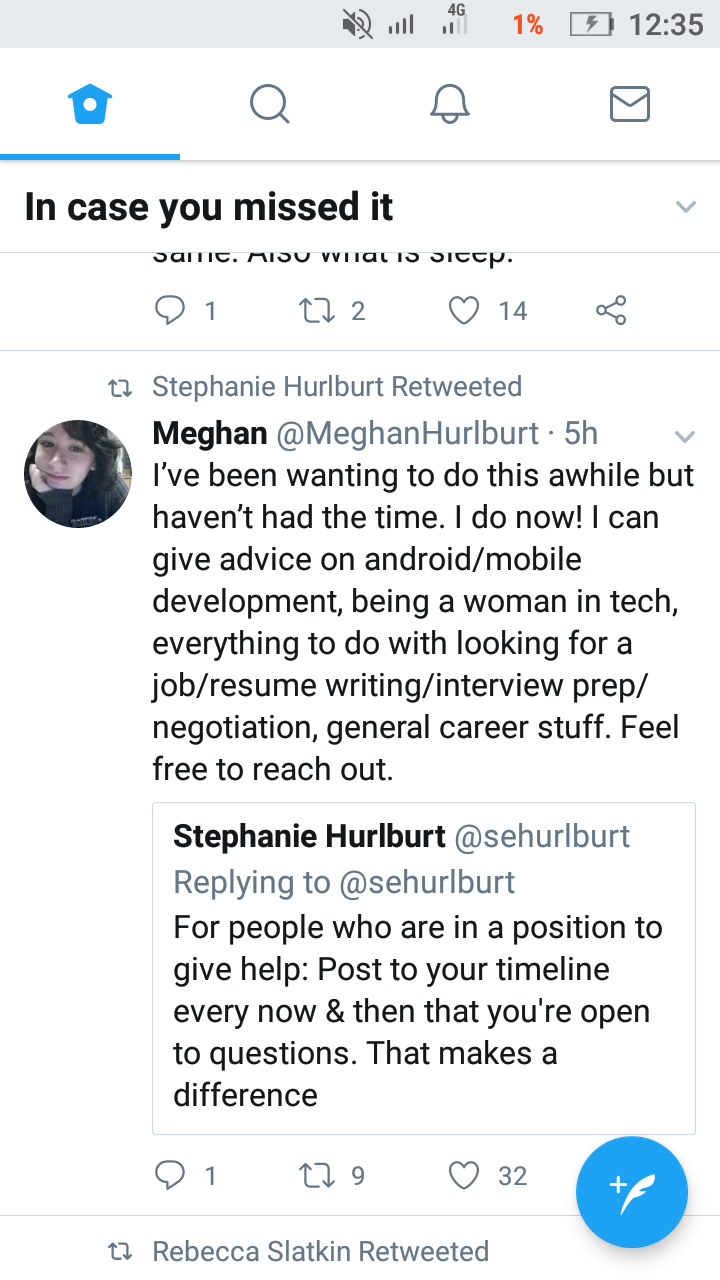 4G
1%
12:35
In case you missed it
same. Also what is sleep.
1
2
14
Stephanie Hurlburt Retweeted
Meghan @MeghanHurlburt · 5h
I’ve been wanting to do this awhile but
haven’t had the time. I do now! I can
give advice on android/mobile
development, being a woman in tech,
everything to do with looking for a
job/resume writing/interview prep/
negotiation, general career stuff. Feel
free to reach out.
Stephanie Hurlburt @sehurlburt
Replying to @sehurlburt
For people who are in a position to
give help: Post to your timeline
every now & then that you're open
to questions. That makes a
difference
1
9
32
Rebecca Slatkin Retweeted